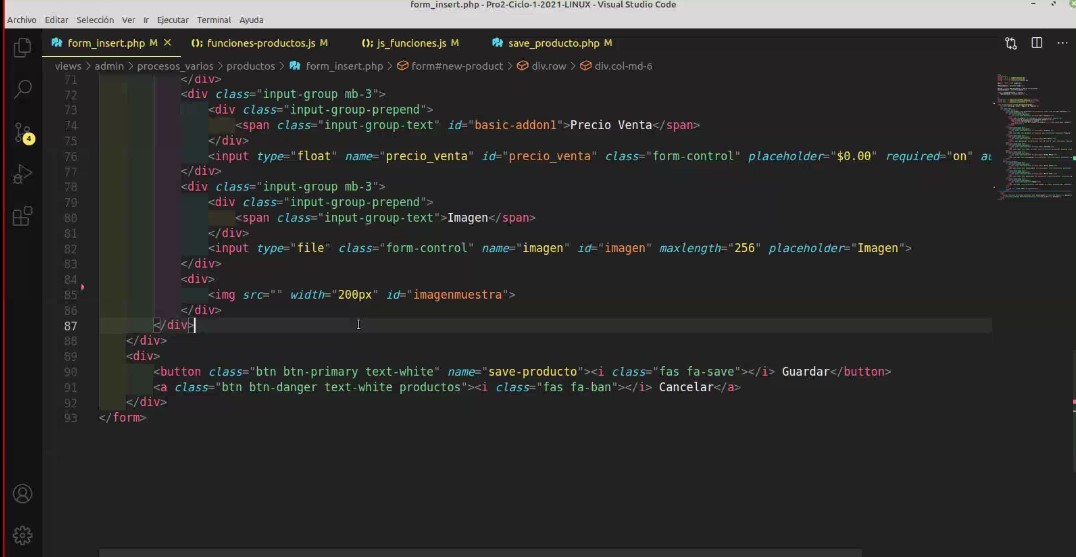 form_insert.php - Pro2-Ciclo-1-2021-LINUX - Visual Studio Code
Archivo Editar Selección Ver Ir Ejecutar Terminal Ayuda
form_insert.php M × {} funciones-productos.js M {} js_funciones.js M save_producto.php M ···
views > admin > procesos_varios > productos > form_insert.php > form#new-product > div.row > div.col-md-6
71 </div>
72 <div class="input-group mb-3">
73 <div class="input-group-prepend">
74 <span class="input-group-text" id="basic-addon1">Precio Venta</span>
75 </div>
76 <input type="float" name="precio_venta" id="precio_venta" class="form-control" placeholder="$0.00" required="on" au
77 </div>
78 <div class="input-group mb-3">
79 <div class="input-group-prepend">
80 <span class="input-group-text">Imagen</span>
81 </div>
82 <input type="file" class="form-control" name="imagen" id="imagen" maxlength="256" placeholder="Imagen">
83 </div>
84 <div>
85 <img src="" width="200px" id="imagenmuestra">
86 </div>
87 </div>
88 </div>
89 <div>
90 <button class="btn btn-primary text-white" name="save-producto"><i class="fas fa-save"></i> Guardar</button>
91 <a class="btn btn-danger text-white productos"><i class="fas fa-ban"></i> Cancelar</a>
92 </div>
93 </form>
4